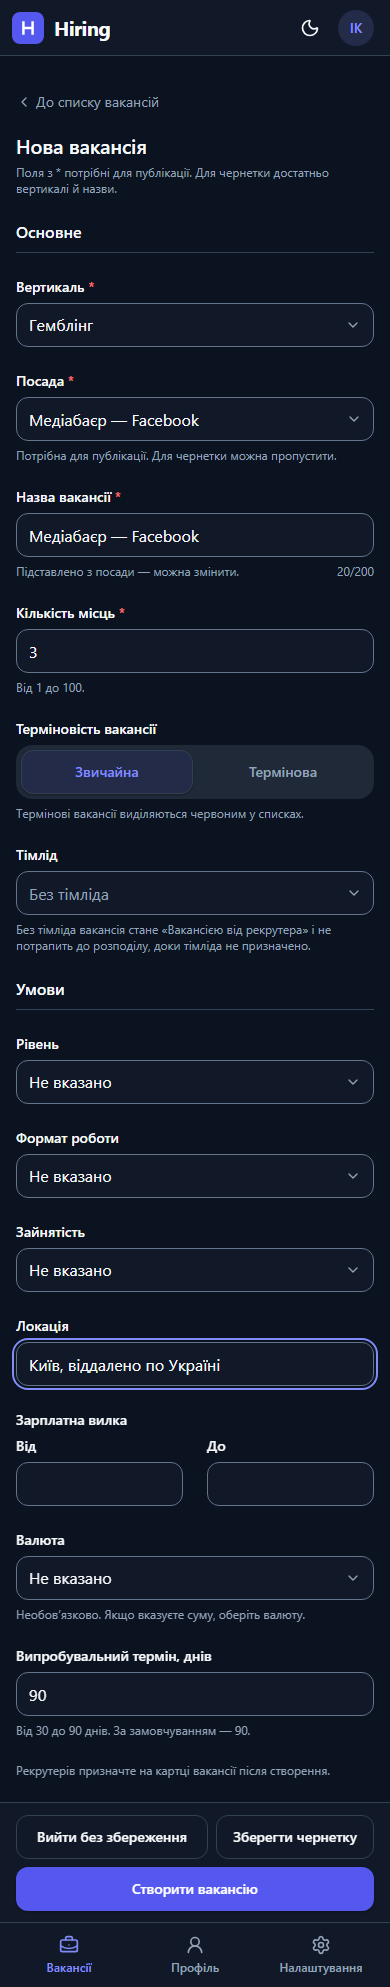 H Hiring
ІК
До списку вакансій
Нова вакансія
Поля з * потрібні для публікації. Для чернетки достатньо
вертикалі й назви.
Основне
Вертикаль *
Гемблінг
Посада *
Медіабаєр — Facebook
Потрібна для публікації. Для чернетки можна пропустити.
Назва вакансії *
Медіабаєр — Facebook
Підставлено з посади — можна змінити.
20/200
Кількість місць *
3
Від 1 до 100.
Терміновість вакансії
Звичайна
Термінова
Термінові вакансії виділяються червоним у списках.
Тімлід
Без тімліда
Без тімліда вакансія стане «Вакансією від рекрутера» і не
потрапить до розподілу, доки тімліда не призначено.
Умови
Рівень
Не вказано
Формат роботи
Не вказано
Зайнятість
Не вказано
Локація
Київ, віддалено по Україні
Зарплатна вилка
Від
До
Валюта
Не вказано
Необов'язково. Якщо вказуєте суму, оберіть валюту.
Випробувальний термін, днів
90
Від 30 до 90 днів. За замовчуванням — 90.
Рекрутерів призначте на картці вакансії після створення.
Вийти без збереження
Зберегти чернетку
Створити вакансію
Вакансії
Профіль
Налаштування